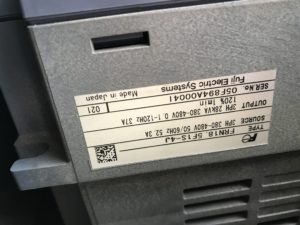 TYPE FRN18.5F1S-4J
SOURCE 3PH 380-480V 50/60Hz 52.3A
OUTPUT 28kVA 3PH 380-480V 0.1-120Hz 37A
120% 1min
SER.No. 05F894A00041 021
Fuji Electric Systems Made in Japan